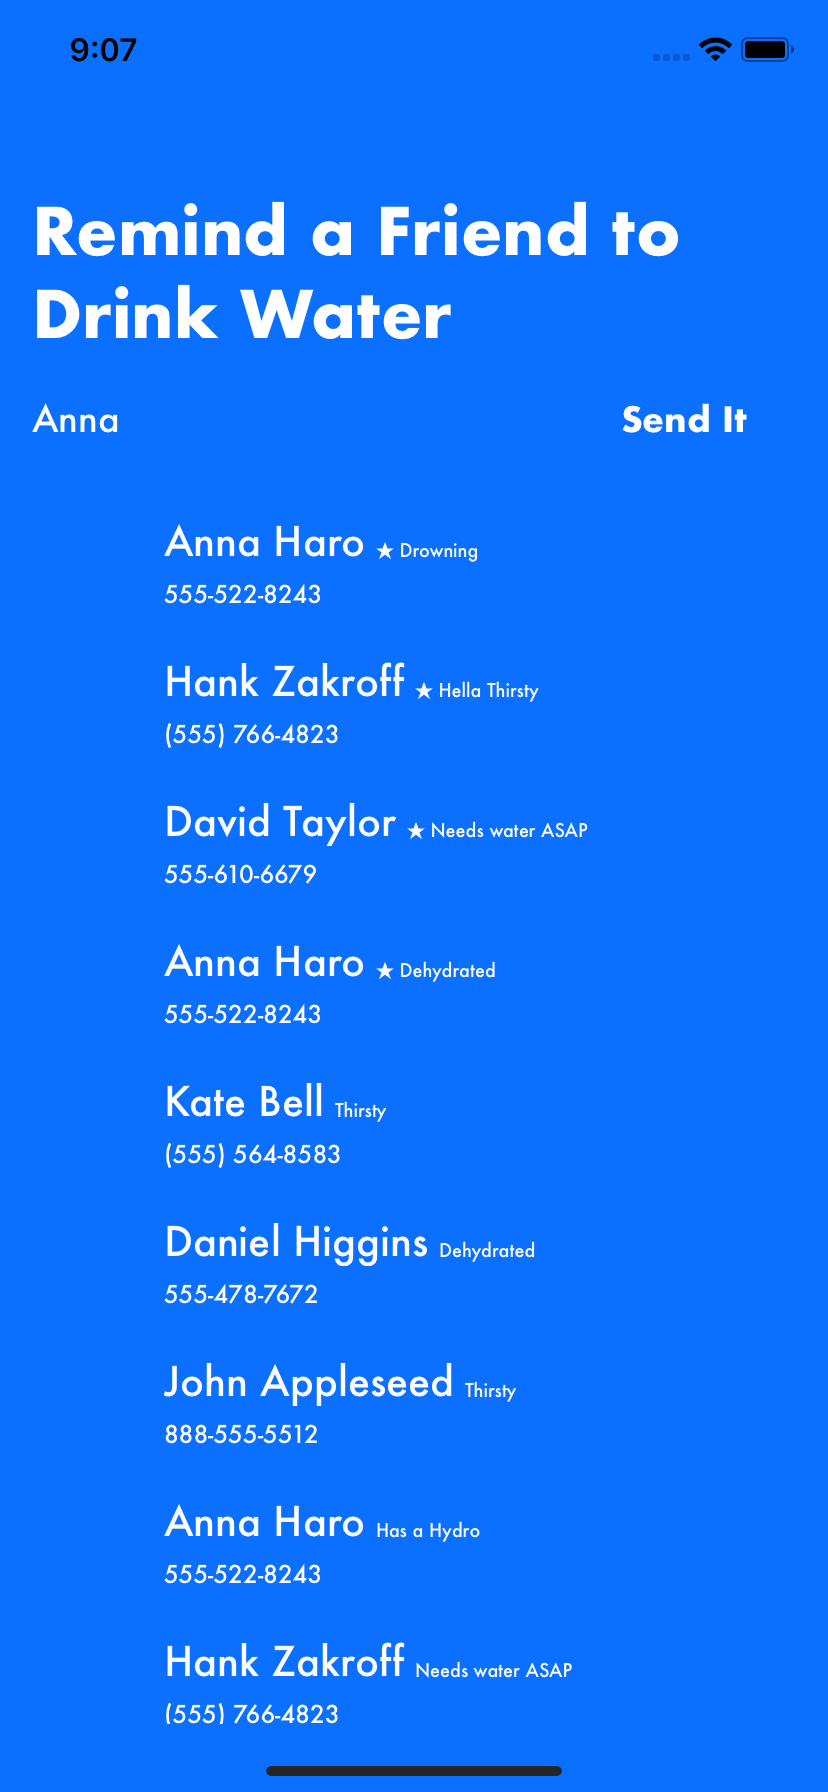 9:07
Remind a Friend to
Drink Water
Anna Send It
Anna Haro ★ Drowning
555-522-8243
Hank Zakroff ★ Hella Thirsty
(555) 766-4823
David Taylor ★ Needs water ASAP
555-610-6679
Anna Haro ★ Dehydrated
555-522-8243
Kate Bell Thirsty
(555) 564-8583
Daniel Higgins Dehydrated
555-478-7672
John Appleseed Thirsty
888-555-5512
Anna Haro Has a Hydro
555-522-8243
Hank Zakroff Needs water ASAP
(555) 766-4823